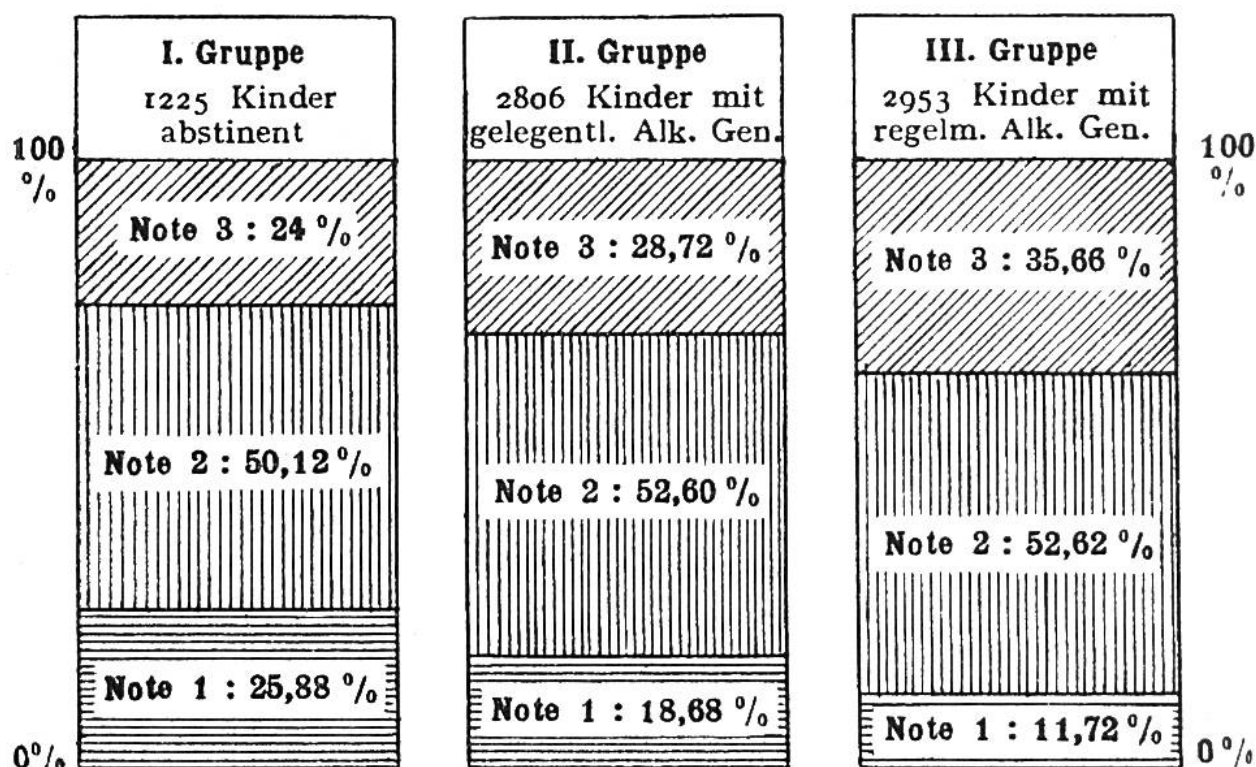 I. Gruppe
1225 Kinder
abstinent
II. Gruppe
2806 Kinder mit
gelegentl. Alk. Gen.
III. Gruppe
2953 Kinder mit
regelm. Alk. Gen.
100
%
100
%
Note 3 : 24 %
Note 3 : 28,72 %
Note 3 : 35,66 %
Note 2 : 50,12 %
Note 2 : 52,60 %
Note 2 : 52,62 %
Note 1 : 25,88 %
Note 1 : 18,68 %
Note 1 : 11,72 %
0%
0%